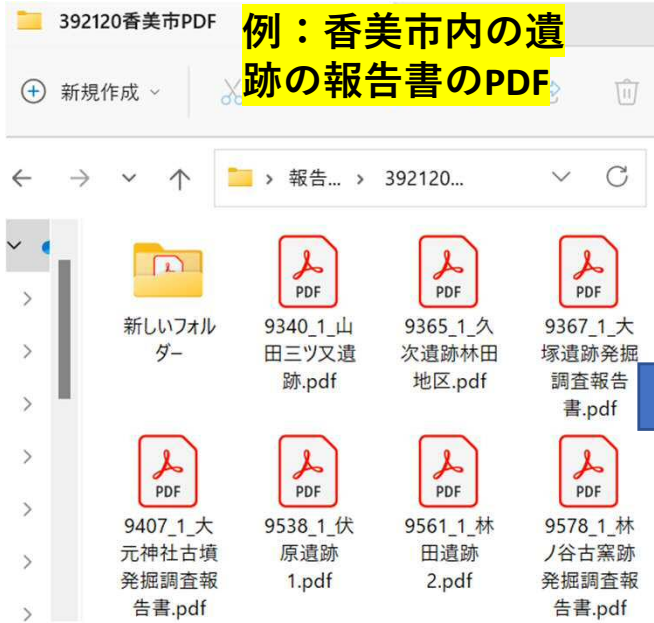 392120香美市PDF
例：香美市内の遺
跡の報告書のPDF
新規作成
報告... › 392120...
新しいフォル
ダー
PDF
9340_1_山
田三ツ又遺
跡.pdf
PDF
9365_1_久
次遺跡林田
地区.pdf
PDF
9367_1_大
塚遺跡発掘
調査報告
書.pdf
PDF
9407_1_大
元神社古墳
発掘調査報
告書.pdf
PDF
9538_1_伏
原遺跡
1.pdf
PDF
9561_1_林
田遺跡
2.pdf
PDF
9578_1_林
ノ谷古窯跡
発掘調査報
告書.pdf